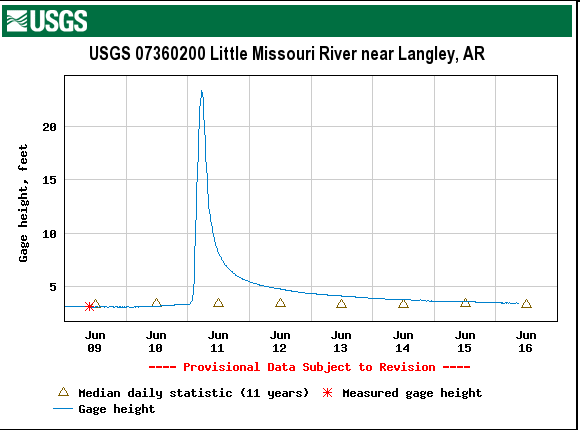 USGS
USGS 07360200 Little Missouri River near Langley, AR
Gage height, feet
20
15
10
5
Jun Jun Jun Jun Jun Jun Jun Jun
09 10 11 12 13 14 15 16
---- Provisional Data Subject to Revision ----
Median daily statistic (11 years) Measured gage height
Gage height